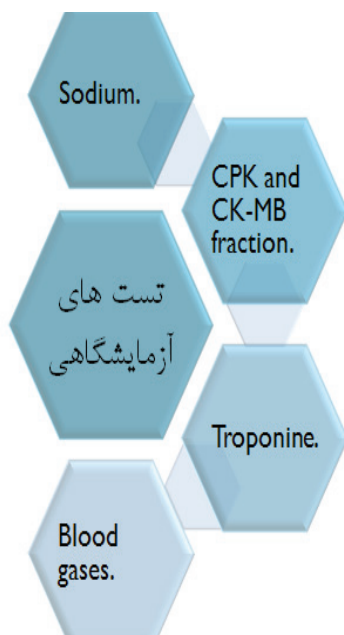 Sodium.
CPK and
CK-MB
fraction.
تست های
آزمایشگاهی
Troponine.
Blood
gases.